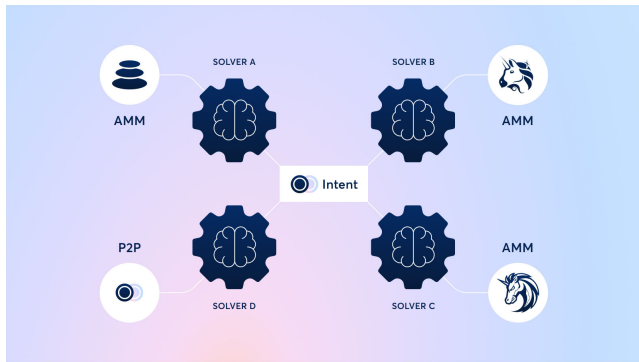 SOLVER A
SOLVER B
AMM
AMM
Intent
P2P
AMM
SOLVER D
SOLVER C